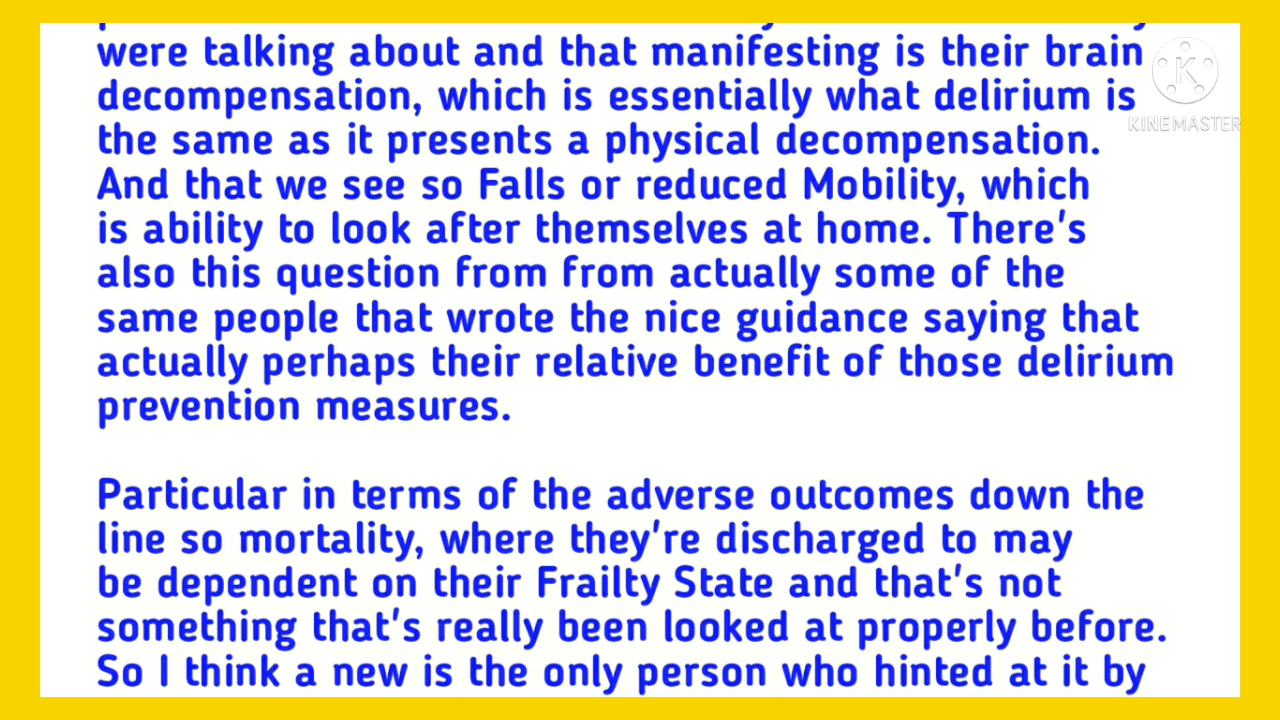 were talking about and that manifesting is their brain
decompensation, which is essentially what delirium is
the same as it presents a physical decompensation.
And that we see so Falls or reduced Mobility, which
is ability to look after themselves at home. There's
also this question from from actually some of the
same people that wrote the nice guidance saying that
actually perhaps their relative benefit of those delirium
prevention measures.
Particular in terms of the adverse outcomes down the
line so mortality, where they're discharged to may
be dependent on their Frailty State and that's not
something that's really been looked at properly before.
So I think a new is the only person who hinted at it by
K
KINEMASTER